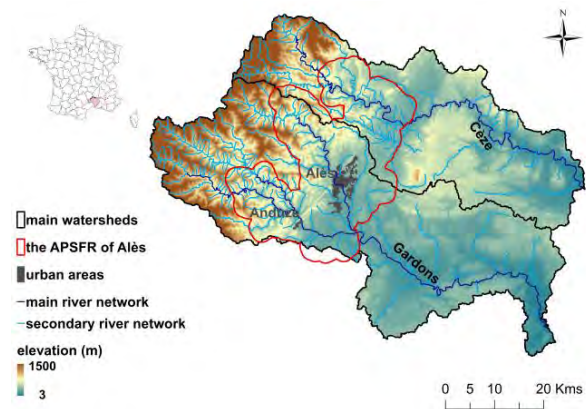 N
Cèze
Alès
Anduze
Gardons
main watersheds
the APSFR of Alès
urban areas
main river network
secondary river network
elevation (m)
1500
3
0 5 10 20 Kms